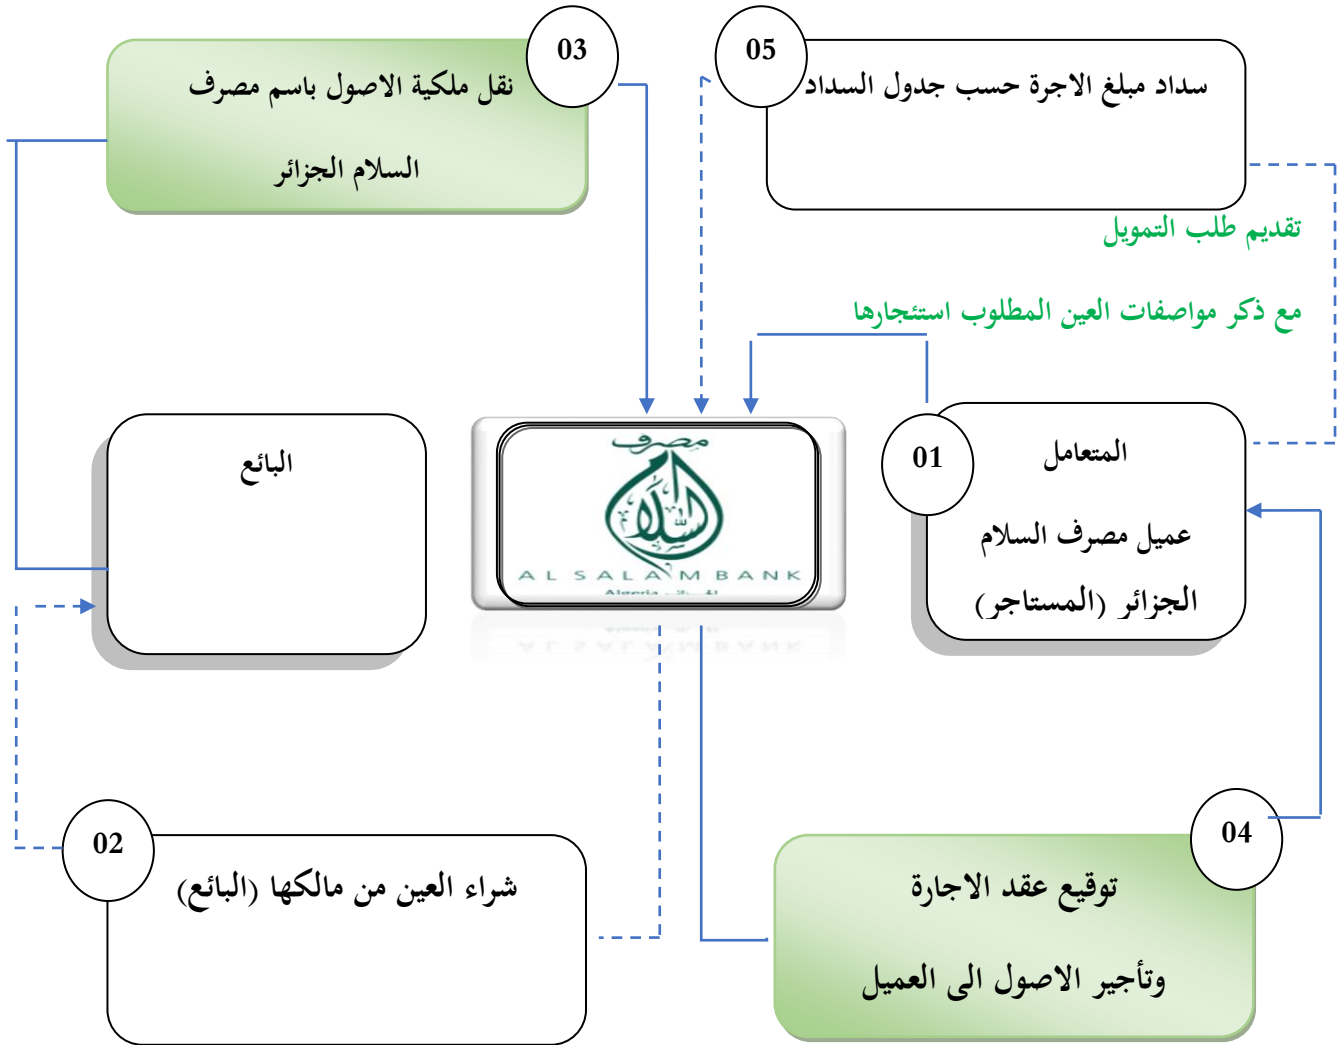 03
نقل ملكية الاصول باسم مصرف
السلام الجزائر
05
سداد مبلغ الاجرة حسب جدول السداد
تقديم طلب التمويل
مع ذكر مواصفات العين المطلوب استئجارها
01
المتعامل
عميل مصرف السلام
الجزائر (المستاجر)
مصرف
السلام
AL SALAM BANK
Algeria الجزائر
البائع
02
شراء العين من مالكها (البائع)
04
توقيع عقد الاجارة
وتأجير الاصول الى العميل